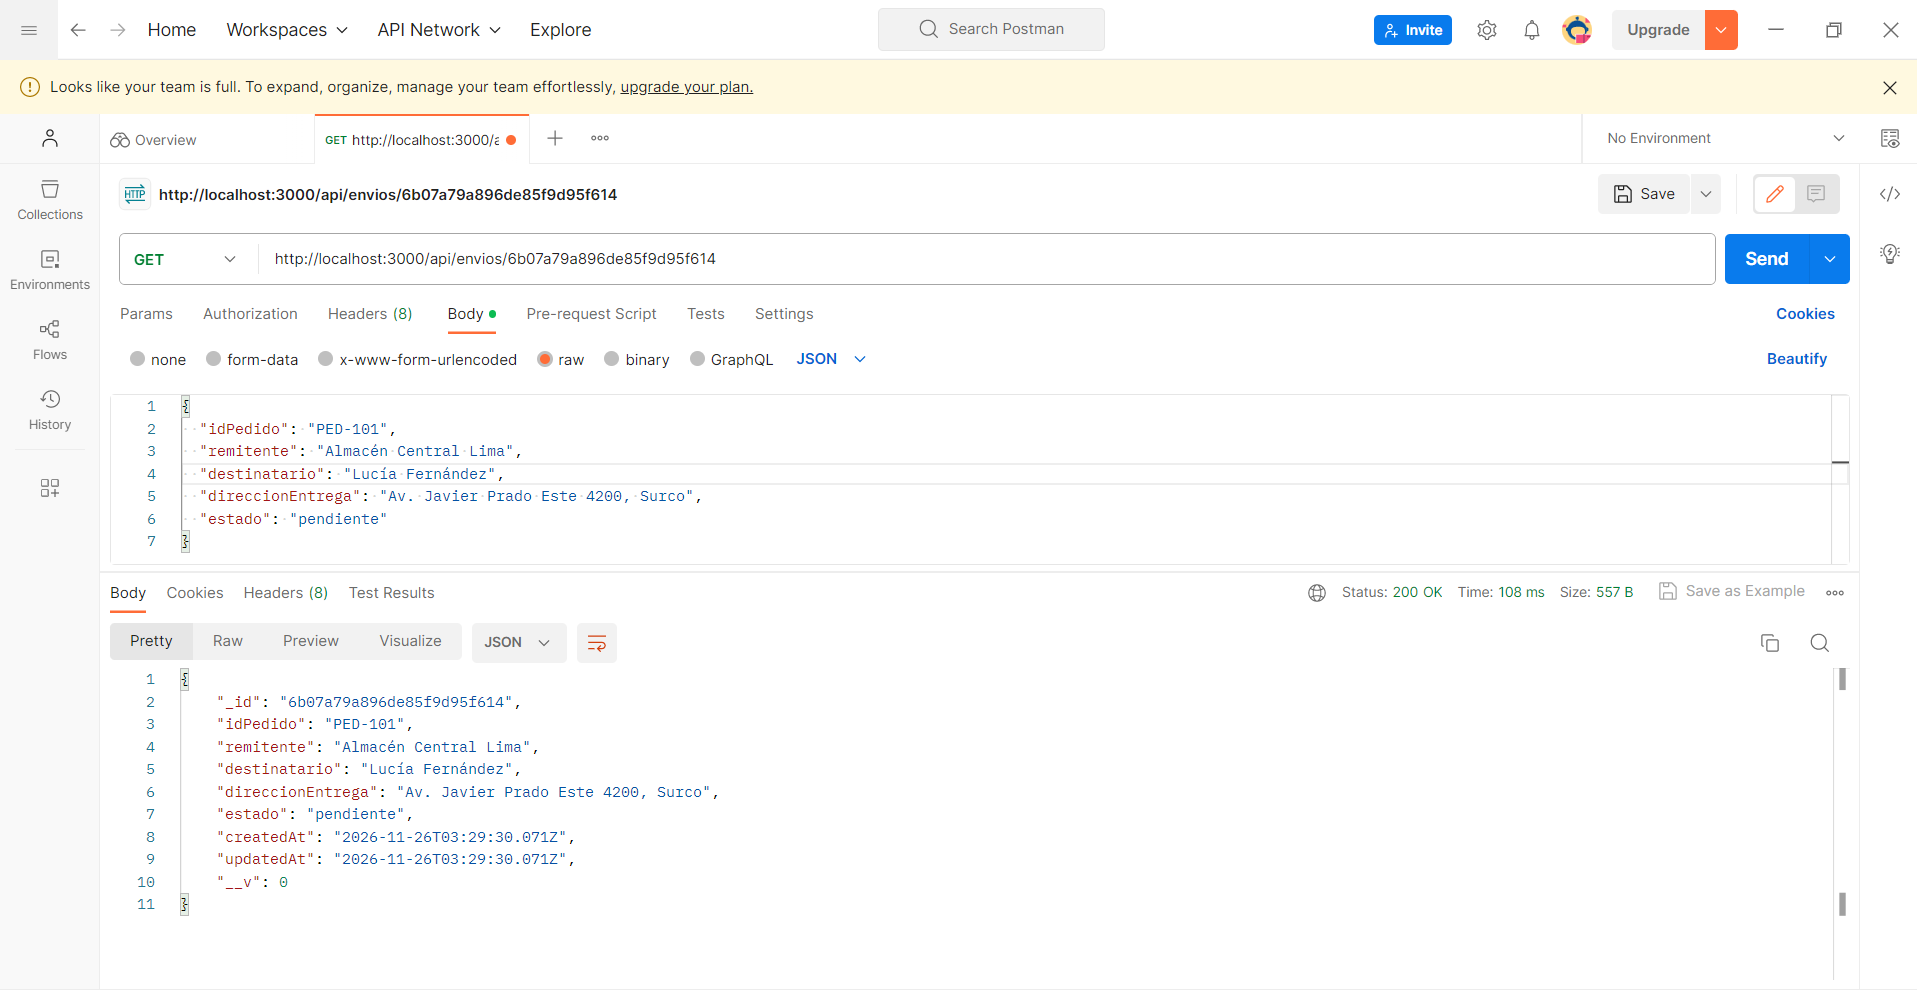 Home Workspaces API Network Explore Search Postman Invite Upgrade
Looks like your team is full. To expand, organize, manage your team effortlessly, upgrade your plan.
Overview GET http://localhost:3000/a No Environment
HTTP http://localhost:3000/api/envios/6b07a79a896de85f9d95f614 Save
Collections
Environments
Flows
History
GET http://localhost:3000/api/envios/6b07a79a896de85f9d95f614 Send
Params Authorization Headers (8) Body Pre-request Script Tests Settings Cookies
none form-data x-www-form-urlencoded raw binary GraphQL JSON Beautify
1 {
2 "idPedido": "PED-101",
3 "remitente": "Almacén Central Lima",
4 "destinatario": "Lucía Fernández",
5 "direccionEntrega": "Av. Javier Prado Este 4200, Surco",
6 "estado": "pendiente"
7 }
Body Cookies Headers (8) Test Results Status: 200 OK Time: 108 ms Size: 557 B Save as Example
Pretty Raw Preview Visualize JSON
1 {
2 "_id": "6b07a79a896de85f9d95f614",
3 "idPedido": "PED-101",
4 "remitente": "Almacén Central Lima",
5 "destinatario": "Lucía Fernández",
6 "direccionEntrega": "Av. Javier Prado Este 4200, Surco",
7 "estado": "pendiente",
8 "createdAt": "2026-11-26T03:29:30.071Z",
9 "updatedAt": "2026-11-26T03:29:30.071Z",
10 "__v": 0
11 }